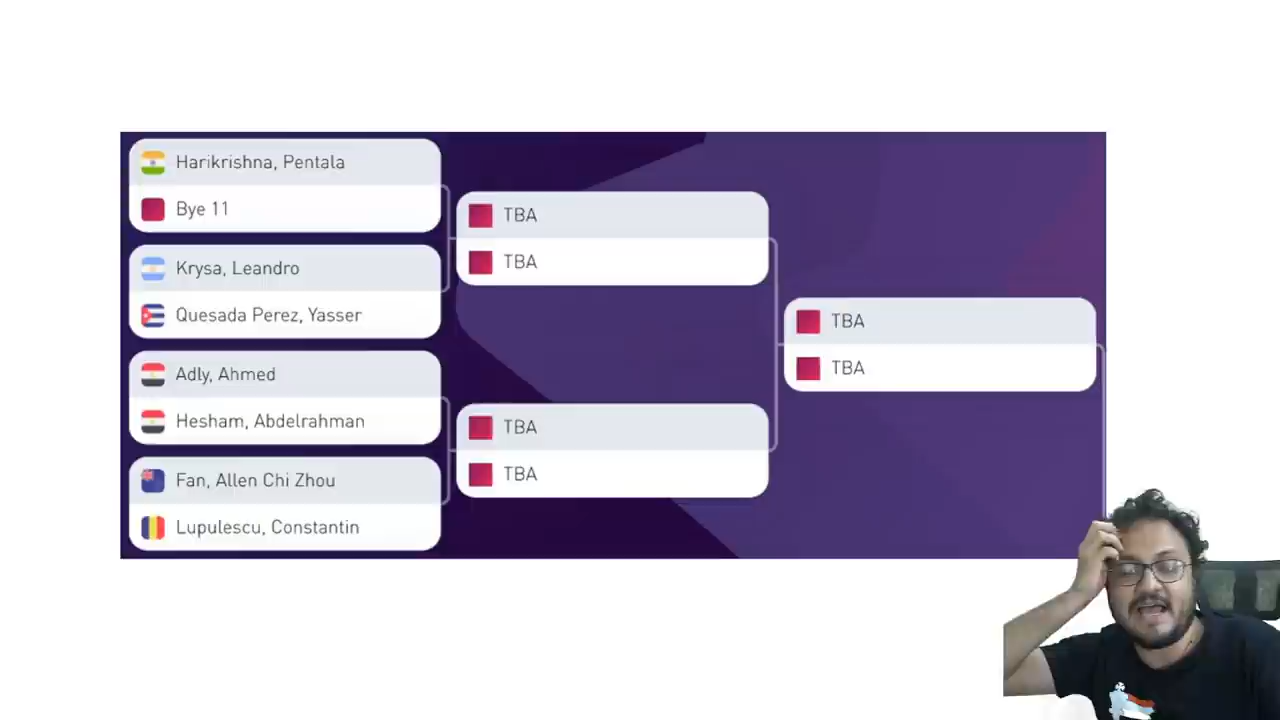 Harikrishna, Pentala
Bye 11
Krysa, Leandro
Quesada Perez, Yasser
Adly, Ahmed
Hesham, Abdelrahman
Fan, Allen Chi Zhou
Lupulescu, Constantin
TBA
TBA
TBA
TBA
TBA
TBA